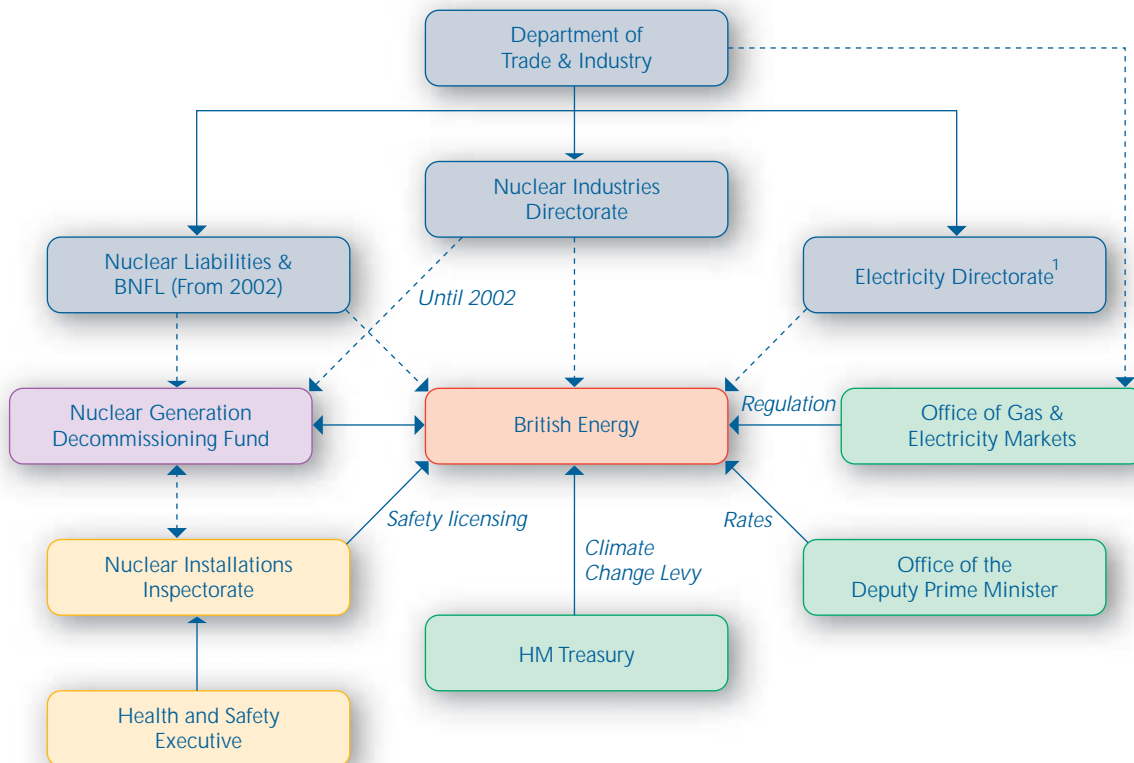 Department of
Trade & Industry
Nuclear Industries
Directorate
Nuclear Liabilities &
BNFL (From 2002)
Electricity Directorate1
Until 2002
Nuclear Generation
Decommissioning Fund
British Energy
Regulation
Office of Gas &
Electricity Markets
Safety licensing
Rates
Nuclear Installations
Inspectorate
Climate
Change Levy
Office of the
Deputy Prime Minister
HM Treasury
Health and Safety
Executive